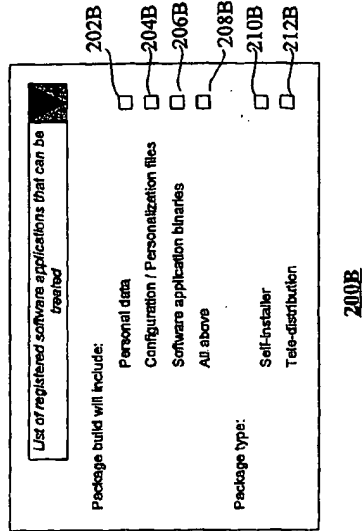 List of registered software applications that can be
treated
Package build will include:
Personal data 202B
Configuration / Personalization files 204B
Software application binaries 206B
All above 208B
Package type:
Self-Installer 210B
Tele-distribution 212B
200B